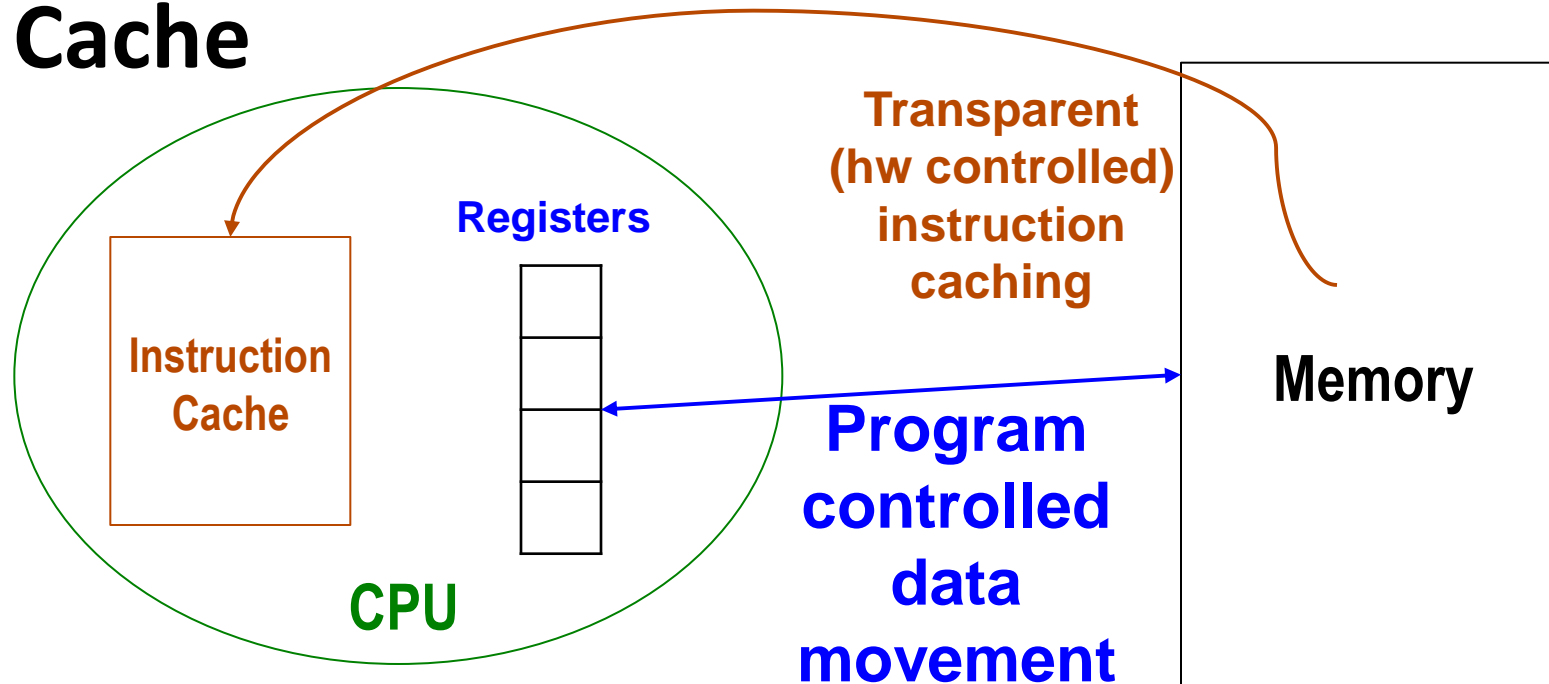 Cache
Transparent
(hw controlled)
instruction
caching
Registers
Instruction
Cache
Memory
Program
controlled
data
movement
CPU